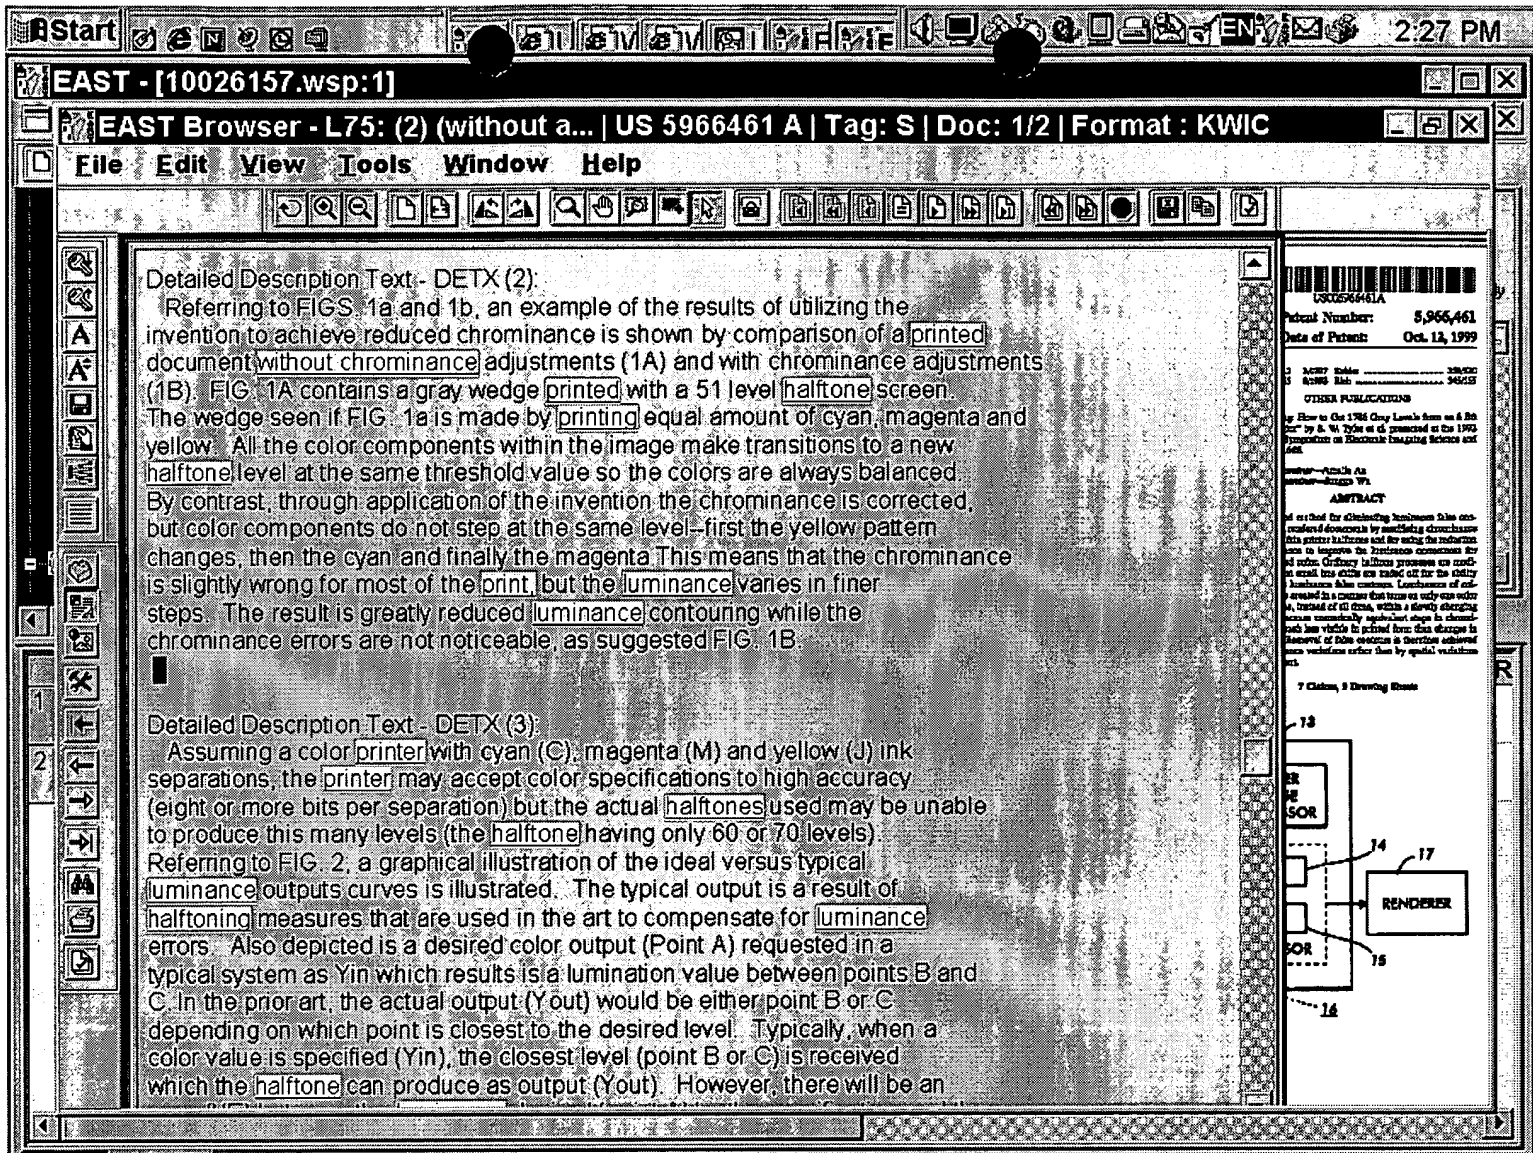 Start
EN
2:27 PM
EAST - [10026157.wsp:1]
EAST Browser - L75: (2) (without a... | US 5966461 A | Tag: S | Doc: 1/2 | Format : KWIC
File Edit View Tools Window Help
Detailed Description Text - DETX (2):
Referring to FIGS. 1a and 1b, an example of the results of utilizing the
invention to achieve reduced chrominance is shown by comparison of a printed
document without chrominance adjustments (1A) and with chrominance adjustments
(1B). FIG. 1A contains a gray wedge printed with a 51 level halftone screen.
The wedge seen if FIG. 1a is made by printing equal amount of cyan, magenta and
yellow. All the color components within the image make transitions to a new
halftone level at the same threshold value so the colors are always balanced.
By contrast, through application of the invention the chrominance is corrected,
but color components do not step at the same level--first the yellow pattern
changes, then the cyan and finally the magenta This means that the chrominance
is slightly wrong for most of the print, but the luminance varies in finer
steps. The result is greatly reduced luminance contouring while the
chrominance errors are not noticeable, as suggested FIG. 1B.
Detailed Description Text - DETX (3):
Assuming a color printer with cyan (C), magenta (M) and yellow (J) ink
separations, the printer may accept color specifications to high accuracy
(eight or more bits per separation) but the actual halftones used may be unable
to produce this many levels (the halftone having only 60 or 70 levels).
Referring to FIG. 2, a graphical illustration of the ideal versus typical
luminance outputs curves is illustrated. The typical output is a result of
halftoning measures that are used in the art to compensate for luminance
errors. Also depicted is a desired color output (Point A) requested in a
typical system as Yin which results is a lumination value between points B and
C. In the prior art, the actual output (Yout) would be either point B or C
depending on which point is closest to the desired level. Typically, when a
color value is specified (Yin), the closest level (point B or C) is received
which the halftone can produce as output (Yout). However, there will be an
USC05966461A
Patent Number: 5,966,461
Date of Patent: Oct. 12, 1999
OTHER PUBLICATIONS
ABSTRACT
7 Claims, 9 Drawing Sheets
13
SOR
14
17
RENDERER
SOR
15
16
1
2
R